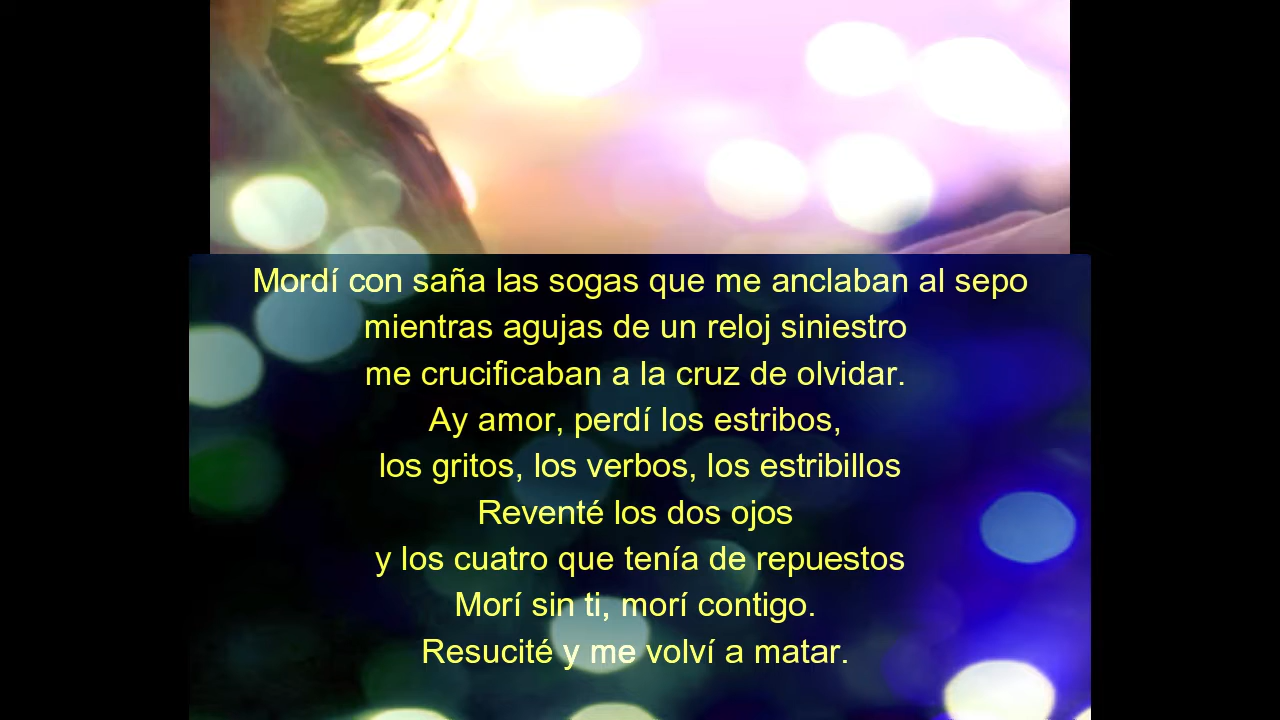 Mordí con saña las sogas que me anclaban al sepo
mientras agujas de un reloj siniestro
me crucificaban a la cruz de olvidar.
Ay amor, perdí los estribos,
los gritos, los verbos, los estribillos
Reventé los dos ojos
y los cuatro que tenía de repuestos
Morí sin ti, morí contigo.
Resucité y me volví a matar.